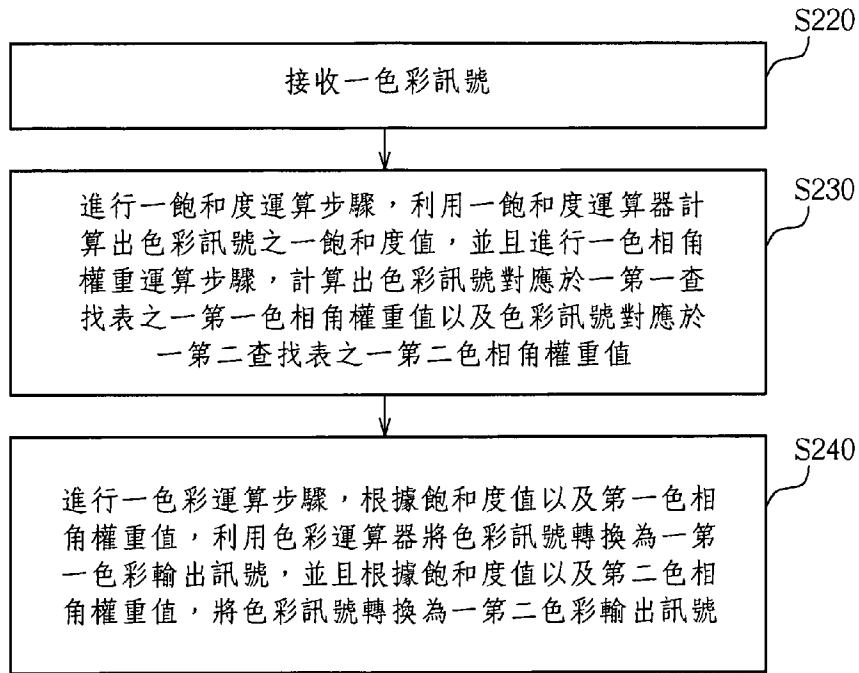 S220
接收一色彩訊號
S230
進行一飽和度運算步驟，利用一飽和度運算器計
算出色彩訊號之一飽和度值，並且進行一色相角
權重運算步驟，計算出色彩訊號對應於一第一查
找表之一第一色相角權重值以及色彩訊號對應於
一第二查找表之一第二色相角權重值
S240
進行一色彩運算步驟，根據飽和度值以及第一色相
角權重值，利用色彩運算器將色彩訊號轉換為一第
一色彩輸出訊號，並且根據飽和度值以及第二色相
角權重值，將色彩訊號轉換為一第二色彩輸出訊號